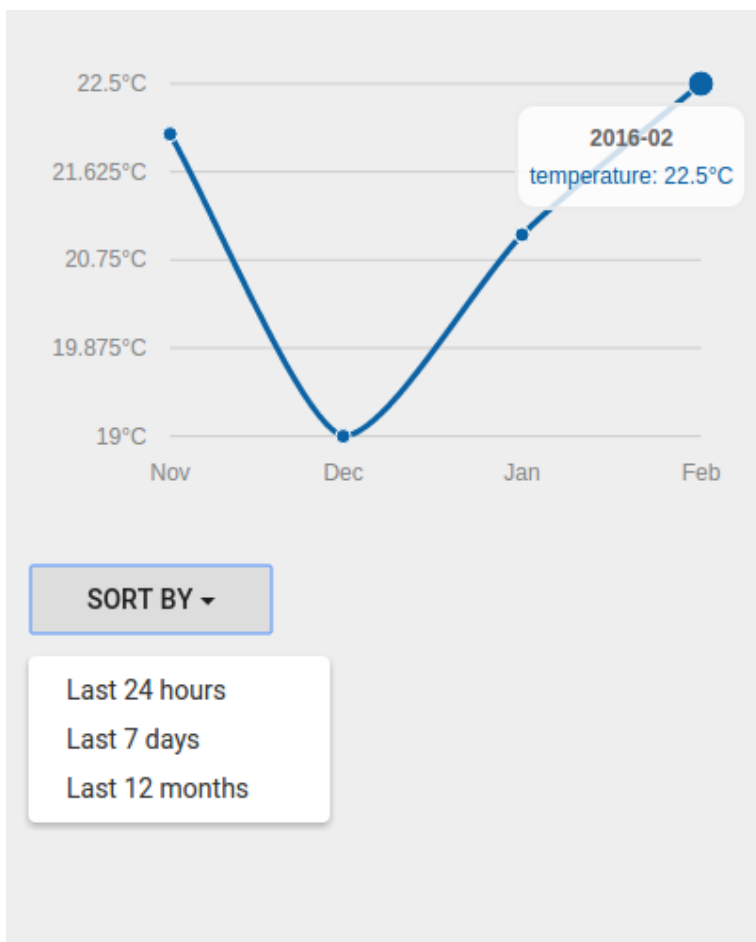 22.5°C
2016-02
temperature: 22.5°C
21.625°C
20.75°C
19.875°C
19°C
Nov Dec Jan Feb
SORT BY
Last 24 hours
Last 7 days
Last 12 months